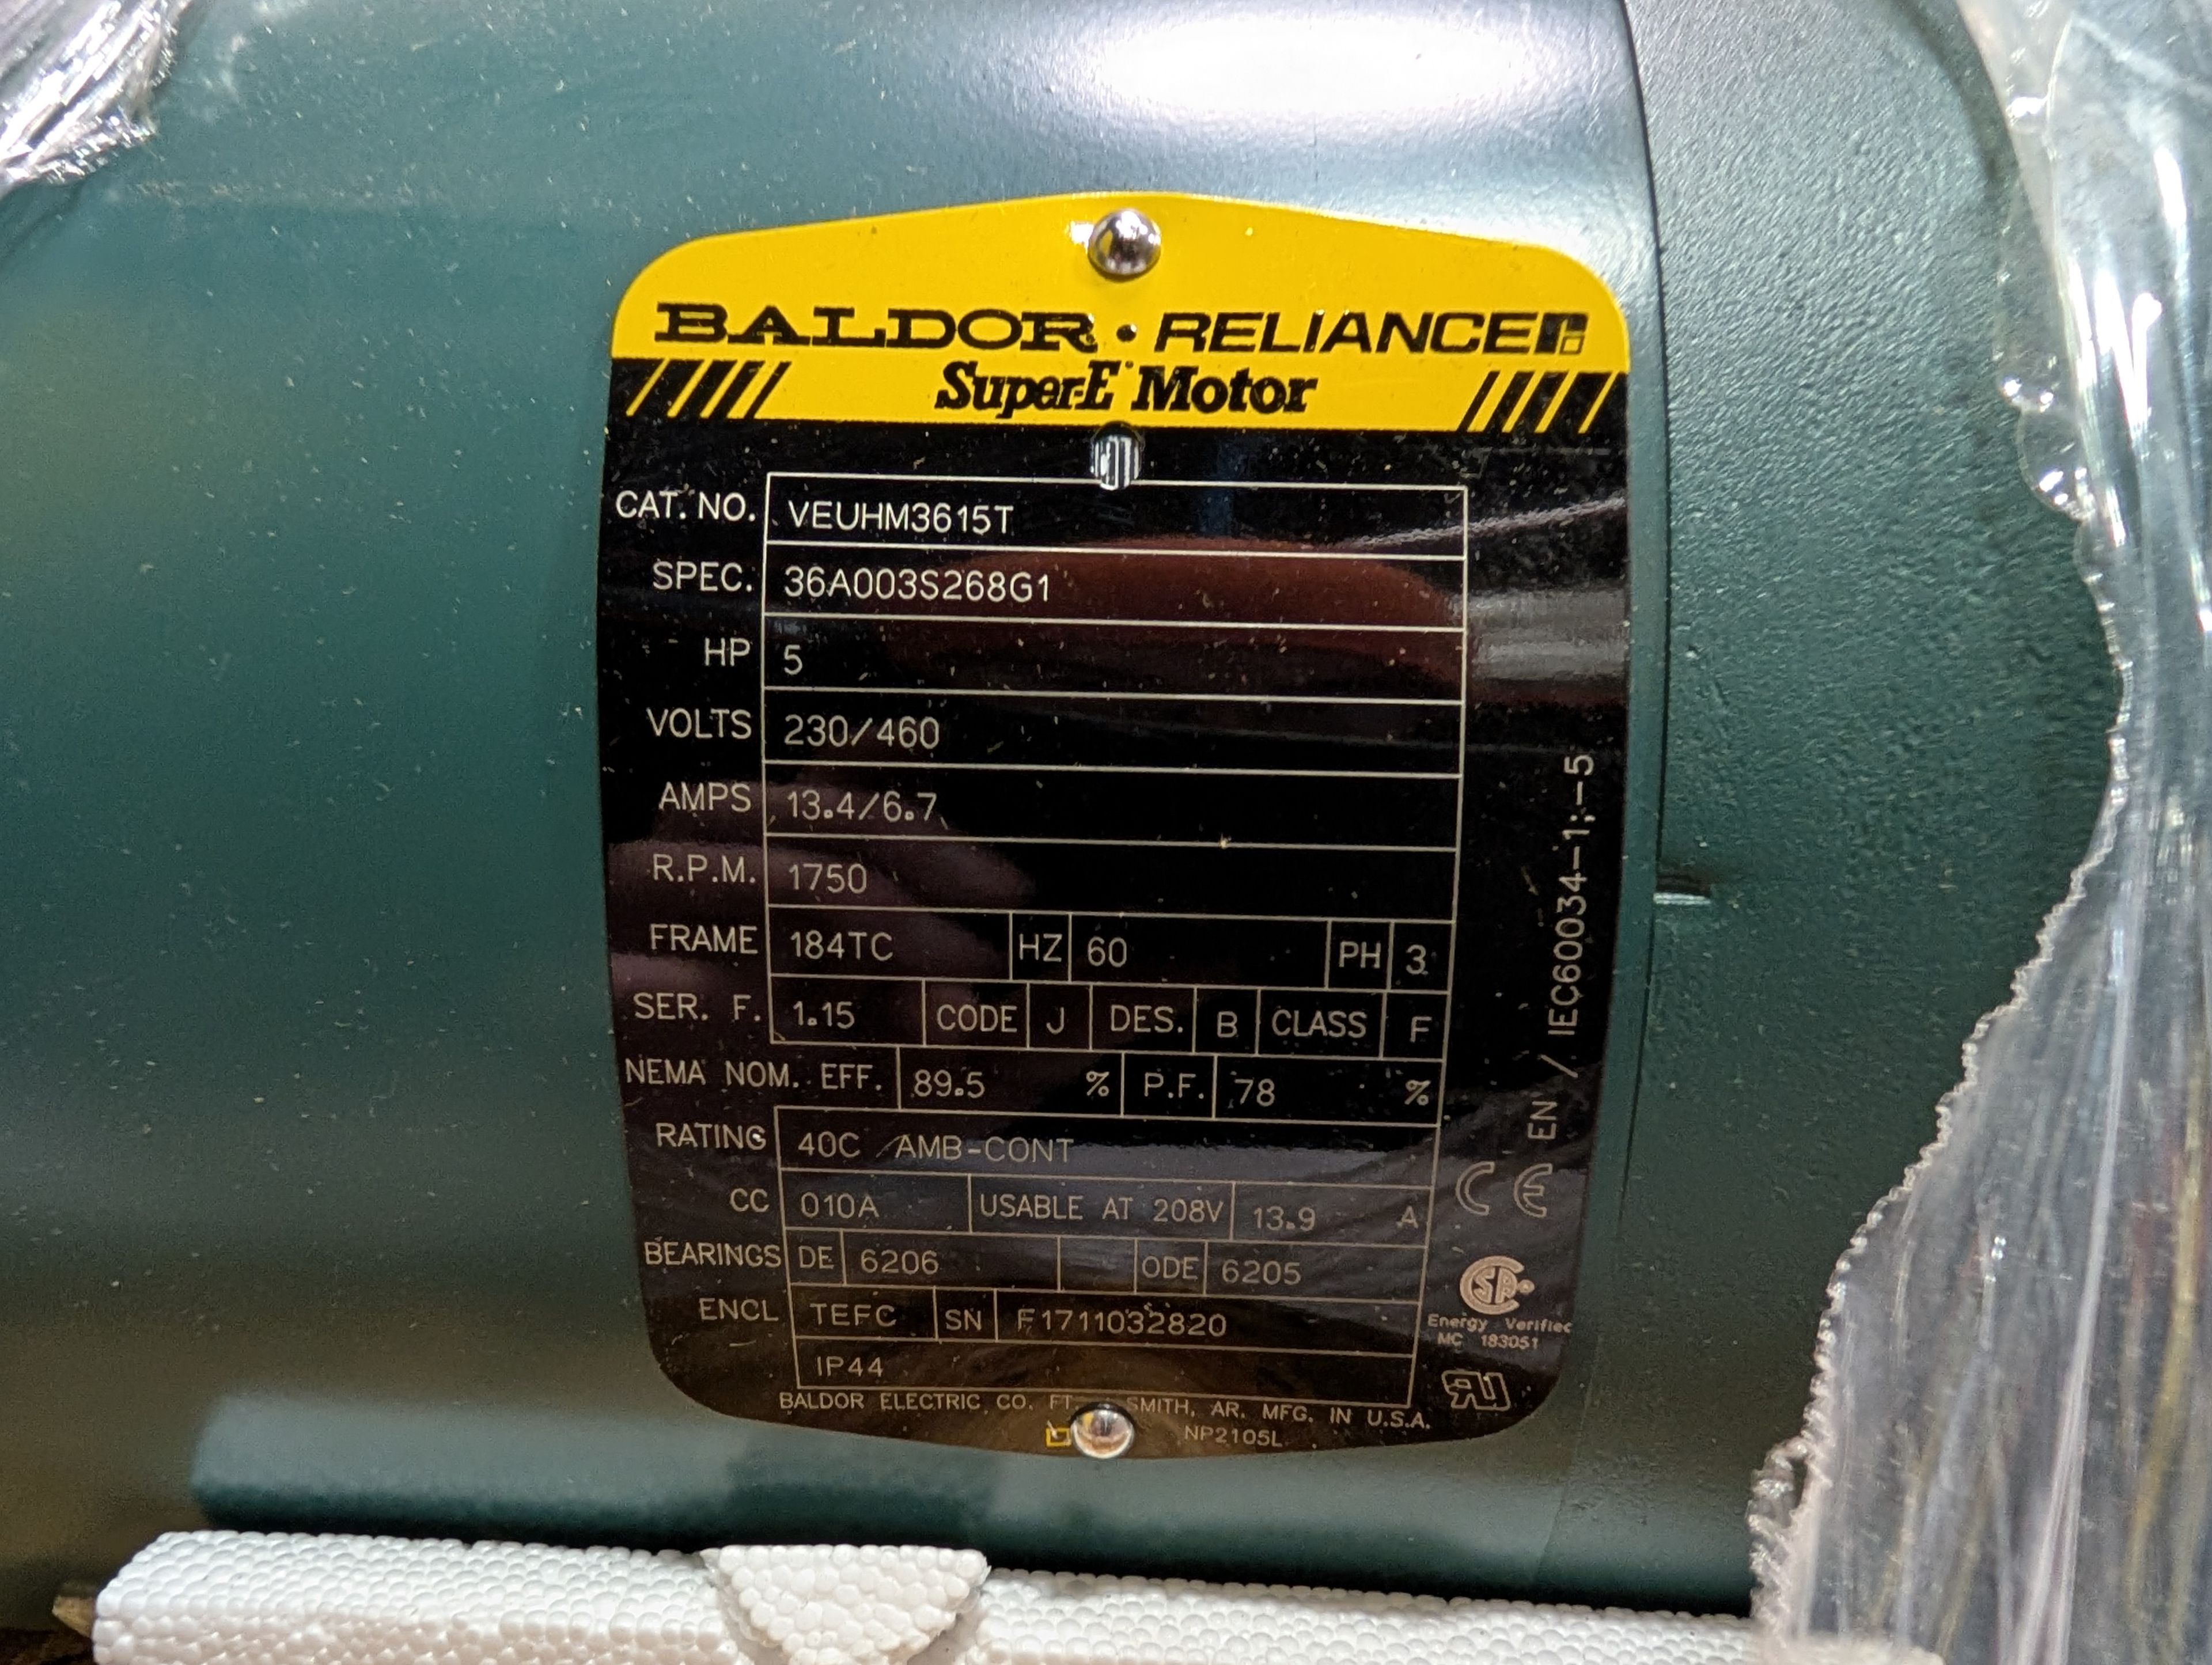 BALDOR • RELIANCE
Super-E Motor
CAT. NO. VEUHM3615T
SPEC. 36A003S268G1
HP 5
VOLTS 230/460
AMPS 13.4/6.7
R.P.M. 1750
FRAME 184TC HZ 60 PH 3
SER. F. 1.15 CODE J DES. B CLASS F
NEMA NOM. EFF. 89.5 % P.F. 78 %
RATING 40C AMB-CONT
CC 010A USABLE AT 208V 13.9 A
BEARINGS DE 6206 ODE 6205
ENCL TEFC SN F1711032820
IP44
BALDOR ELECTRIC CO. FT. SMITH, AR. MFG. IN U.S.A.
NP2105L
EN / IEC60034-1;-5
CE
SA
Energy Verified
MC 183051
RU